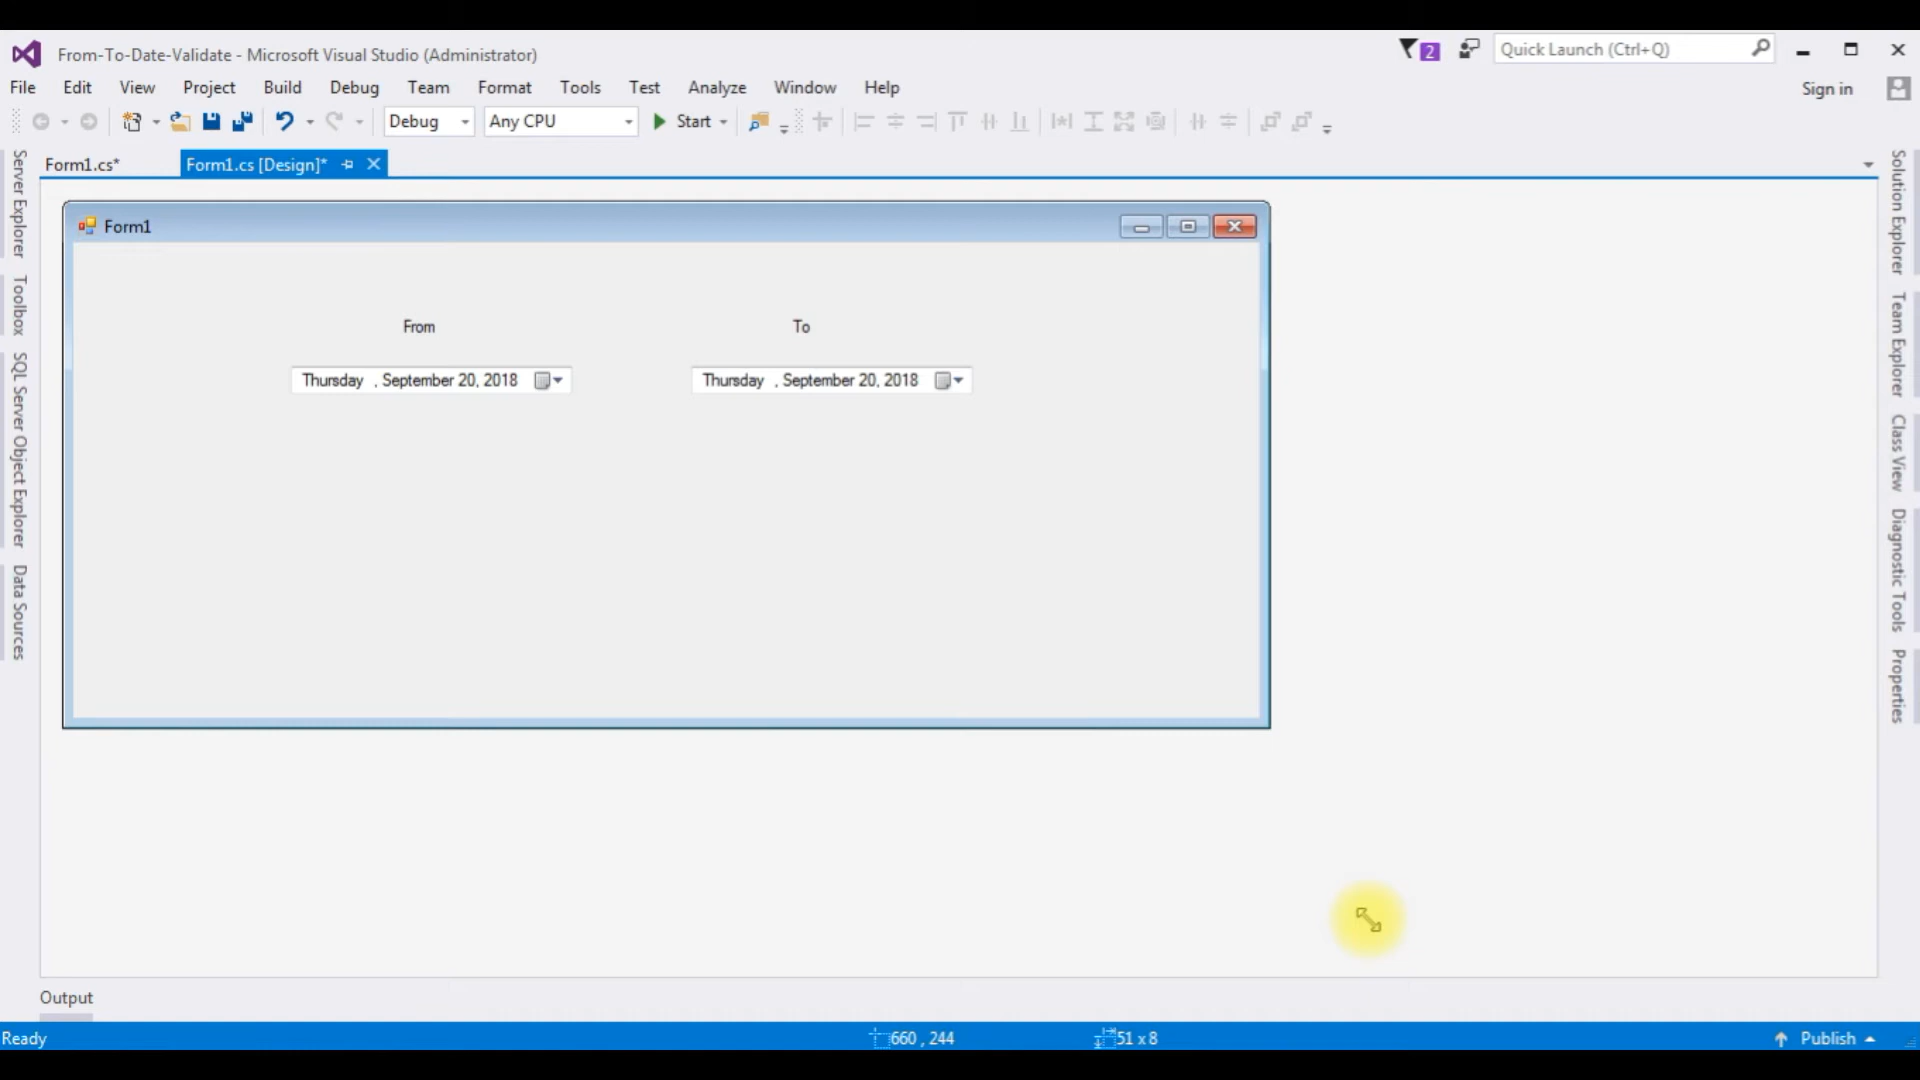 From-To-Date-Validate - Microsoft Visual Studio (Administrator)
2
Quick Launch (Ctrl+Q)
File Edit View Project Build Debug Team Format Tools Test Analyze Window Help
Sign in
Debug Any CPU Start
Form1.cs* Form1.cs [Design]*
Server Explorer
Toolbox
SQL Server Object Explorer
Data Sources
Form1
From To
Thursday , September 20, 2018 Thursday , September 20, 2018
Solution Explorer
Team Explorer
Class View
Diagnostic Tools
Properties
Output
Ready 660 , 244 51 x 8 Publish